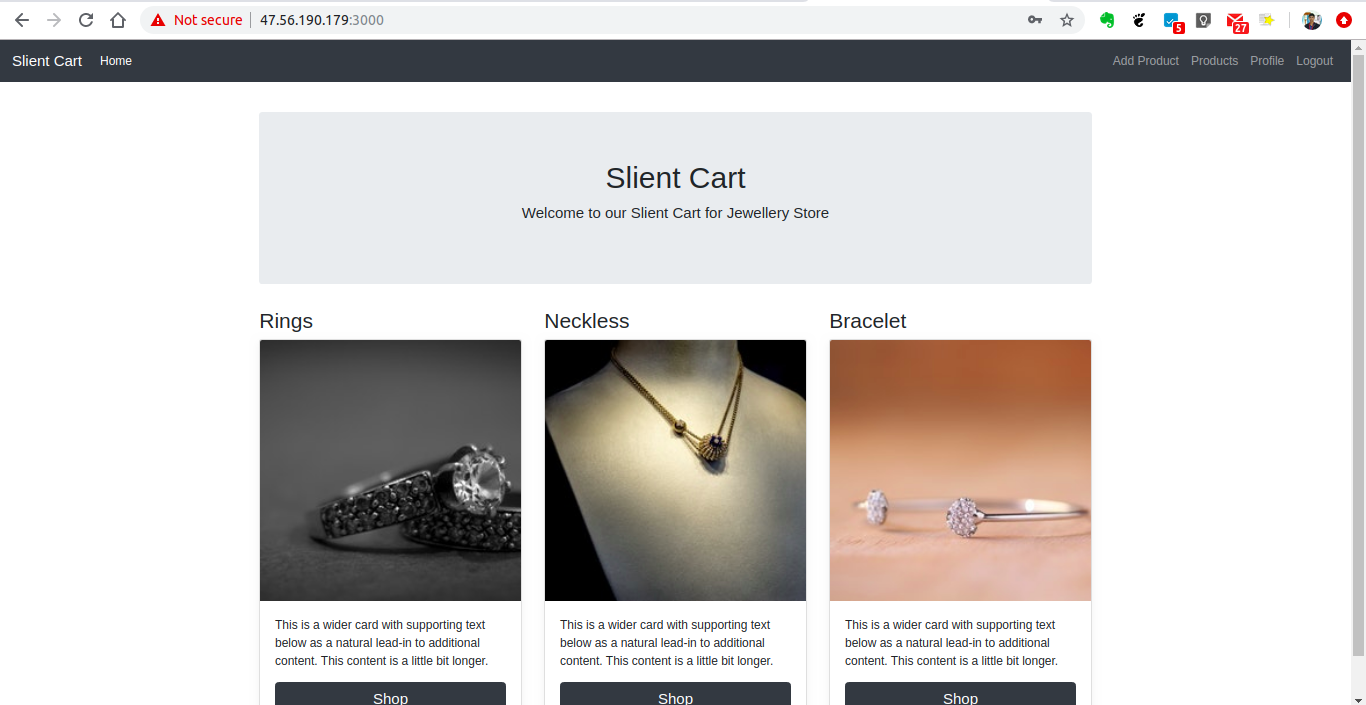 Not secure 47.56.190.179:3000
5
27
Slient Cart Home Add Product Products Profile Logout
Slient Cart
Welcome to our Slient Cart for Jewellery Store
Rings
Neckless
Bracelet
This is a wider card with supporting text
below as a natural lead-in to additional
content. This content is a little bit longer.
Shop
This is a wider card with supporting text
below as a natural lead-in to additional
content. This content is a little bit longer.
Shop
This is a wider card with supporting text
below as a natural lead-in to additional
content. This content is a little bit longer.
Shop